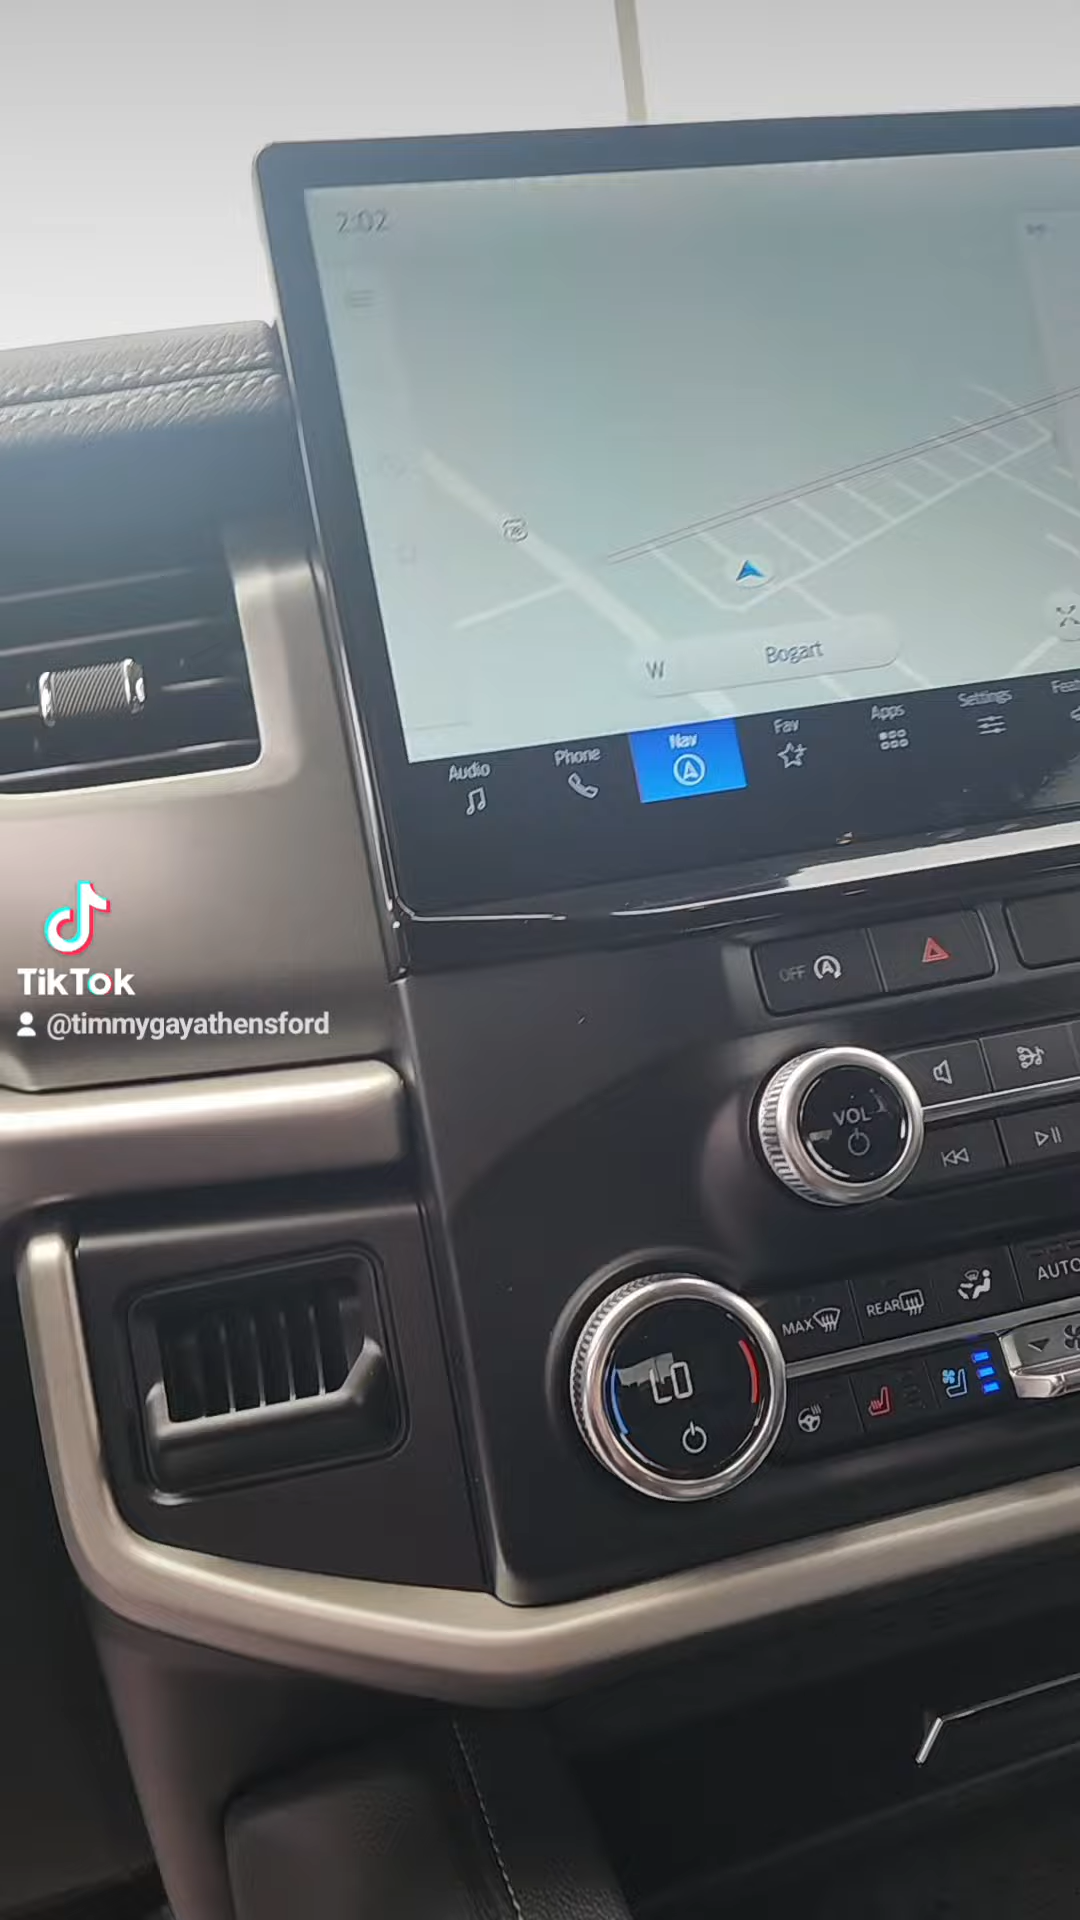 2:02
W
Bogart
Audio
Phone
Nav
Fav
Apps
Settings
TikTok
@timmygayathensford
OFF
VOL
MAX
REAR
AUTO
LO